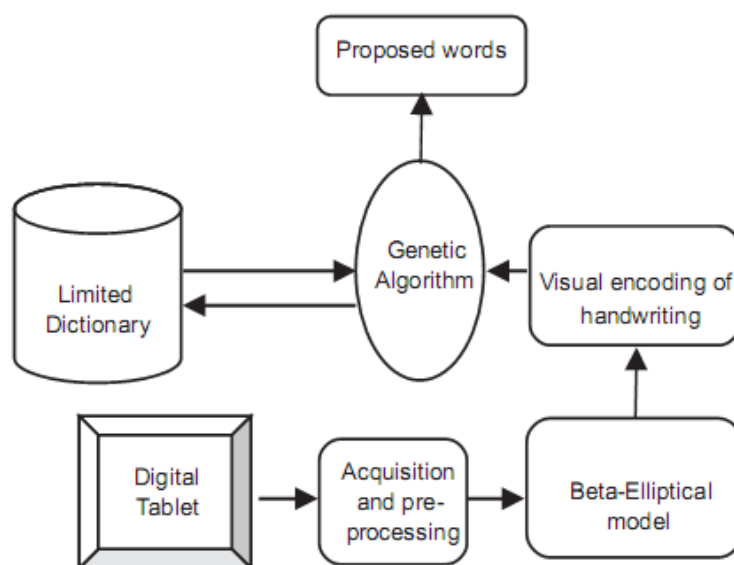 Proposed words
Genetic
Algorithm
Limited
Dictionary
Visual encoding of
handwriting
Digital
Tablet
Acquisition
and pre-
processing
Beta-Elliptical
model